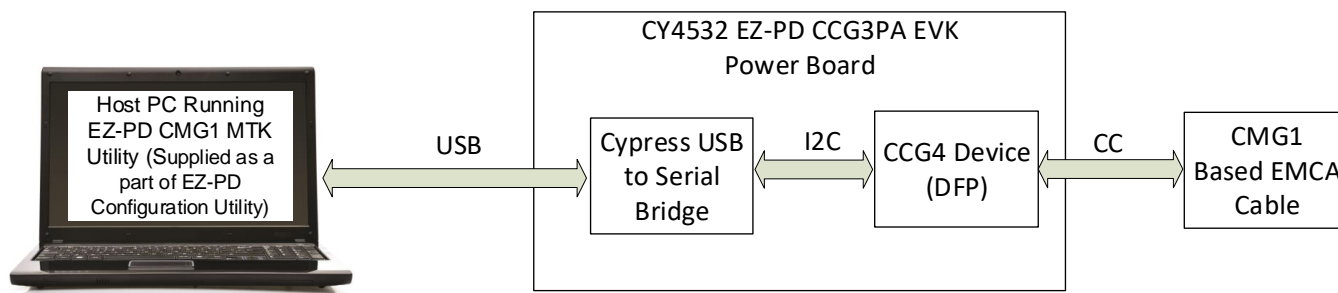 Host PC Running
EZ-PD CMG1 MTK
Utility (Supplied as a
part of EZ-PD
Configuration Utility)
USB
CY4532 EZ-PD CCG3PA EVK
Power Board
Cypress USB
to Serial
Bridge
I2C
CCG4 Device
(DFP)
CC
CMG1
Based EMCA
Cable